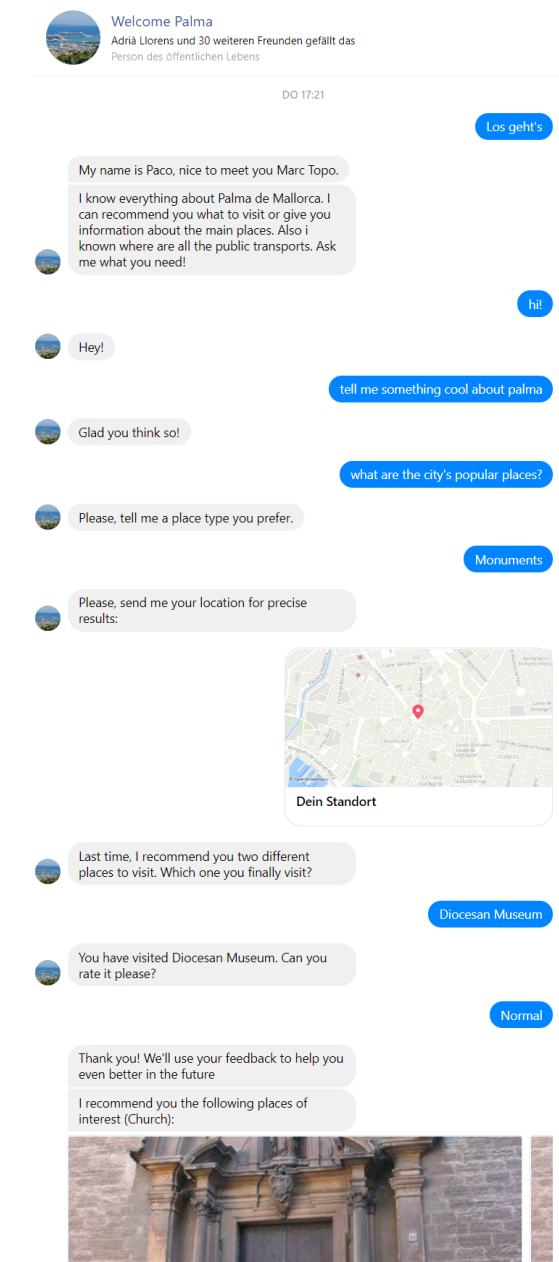 Welcome Palma
Adrià Llorens und 30 weiteren Freunden gefällt das
Person des öffentlichen Lebens
DO 17:21
Los geht's
My name is Paco, nice to meet you Marc Topo.
I know everything about Palma de Mallorca. I
can recommend you what to visit or give you
information about the main places. Also i
known where are all the public transports. Ask
me what you need!
hi!
Hey!
tell me something cool about palma
Glad you think so!
what are the city's popular places?
Please, tell me a place type you prefer.
Monuments
Please, send me your location for precise
results:
CANAMUNT
EL CALL
© OpenStreetMap
Dein Standort
Last time, I recommend you two different
places to visit. Which one you finally visit?
Diocesan Museum
You have visited Diocesan Museum. Can you
rate it please?
Normal
Thank you! We'll use your feedback to help you
even better in the future
I recommend you the following places of
interest (Church):